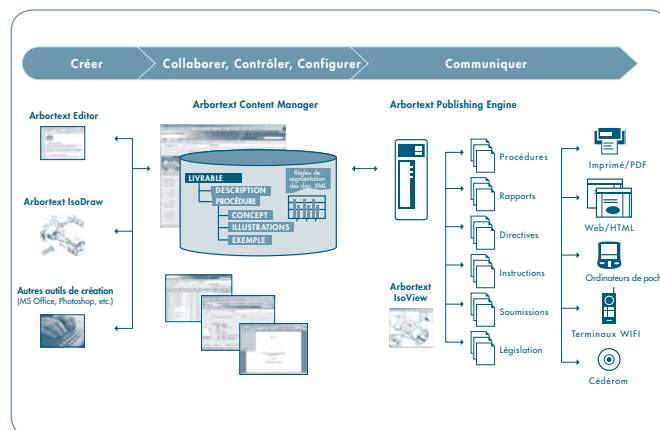 Créer
Collaborer, Contrôler, Configurer
Communiquer
Arbortext Editor
Arbortext IsoDraw
Autres outils de création
(MS Office, Photoshop, etc.)
Arbortext Content Manager
LIVRABLE
DESCRIPTION
PROCÉDURE
CONCEPT
ILLUSTRATIONS
EXEMPLE
Règles de
segmentation
des doc. XML
Arbortext Publishing Engine
Arbortext
IsoView
Procédures
Rapports
Directives
Instructions
Soumissions
Législation
Imprimé/PDF
Web/HTML
Ordinateurs de poch
Terminaux WIFI
Cédérom